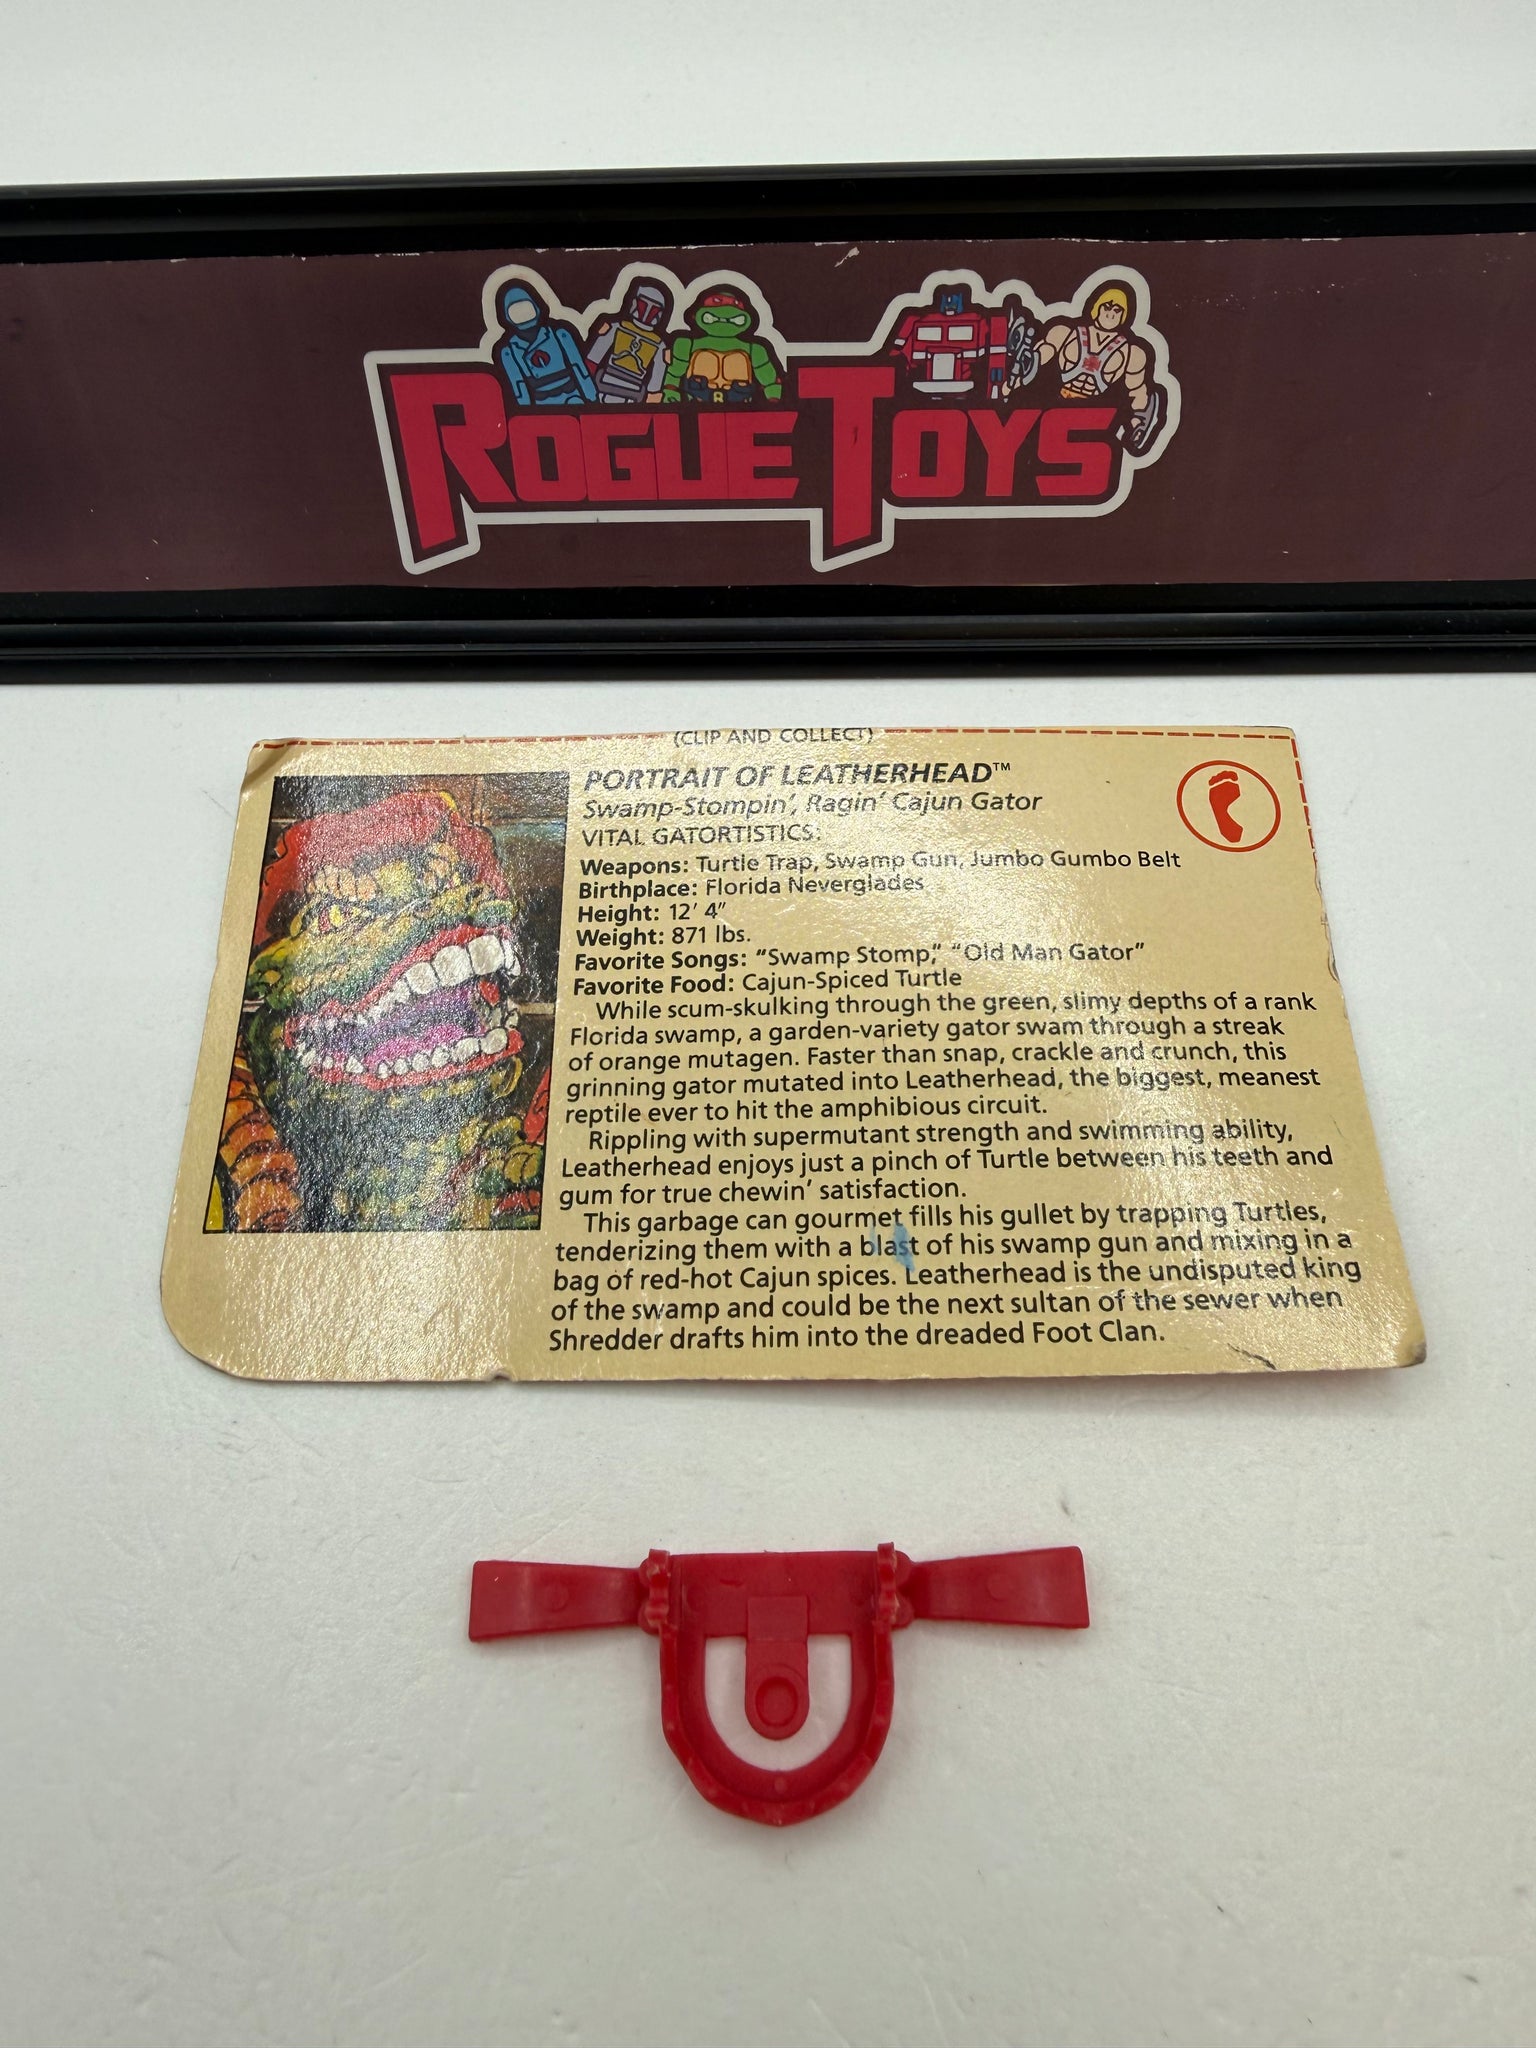 ROGUE TOYS
(CLIP AND COLLECT)
PORTRAIT OF LEATHERHEAD™
Swamp-Stompin', Ragin' Cajun Gator
VITAL GATORTISTICS:
Weapons: Turtle Trap, Swamp Gun, Jumbo Gumbo Belt
Birthplace: Florida Neverglades
Height: 12' 4"
Weight: 871 lbs.
Favorite Songs: "Swamp Stomp," "Old Man Gator"
Favorite Food: Cajun-Spiced Turtle
While scum-skulking through the green, slimy depths of a rank
Florida swamp, a garden-variety gator swam through a streak
of orange mutagen. Faster than snap, crackle and crunch, this
grinning gator mutated into Leatherhead, the biggest, meanest
reptile ever to hit the amphibious circuit.
Rippling with supermutant strength and swimming ability,
Leatherhead enjoys just a pinch of Turtle between his teeth and
gum for true chewin' satisfaction.
This garbage can gourmet fills his gullet by trapping Turtles,
tenderizing them with a blast of his swamp gun and mixing in a
bag of red-hot Cajun spices. Leatherhead is the undisputed king
of the swamp and could be the next sultan of the sewer when
Shredder drafts him into the dreaded Foot Clan.